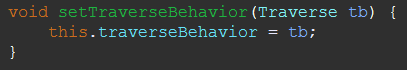 void setTraverseBehavior(Traverse tb) {
    this.traverseBehavior = tb;
}